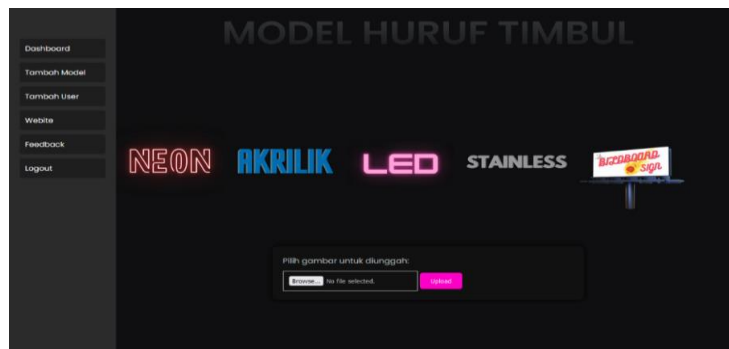 MODEL HURUF TIMBUL
Dashboard
Tambah Model
Tambah User
Webite
Feedback
Logout
NEON
AKRILIK
LED
STAINLESS
BIZDBOARD
SIGN
Pilih gambar untuk diunggah:
Browse... No file selected.
Upload